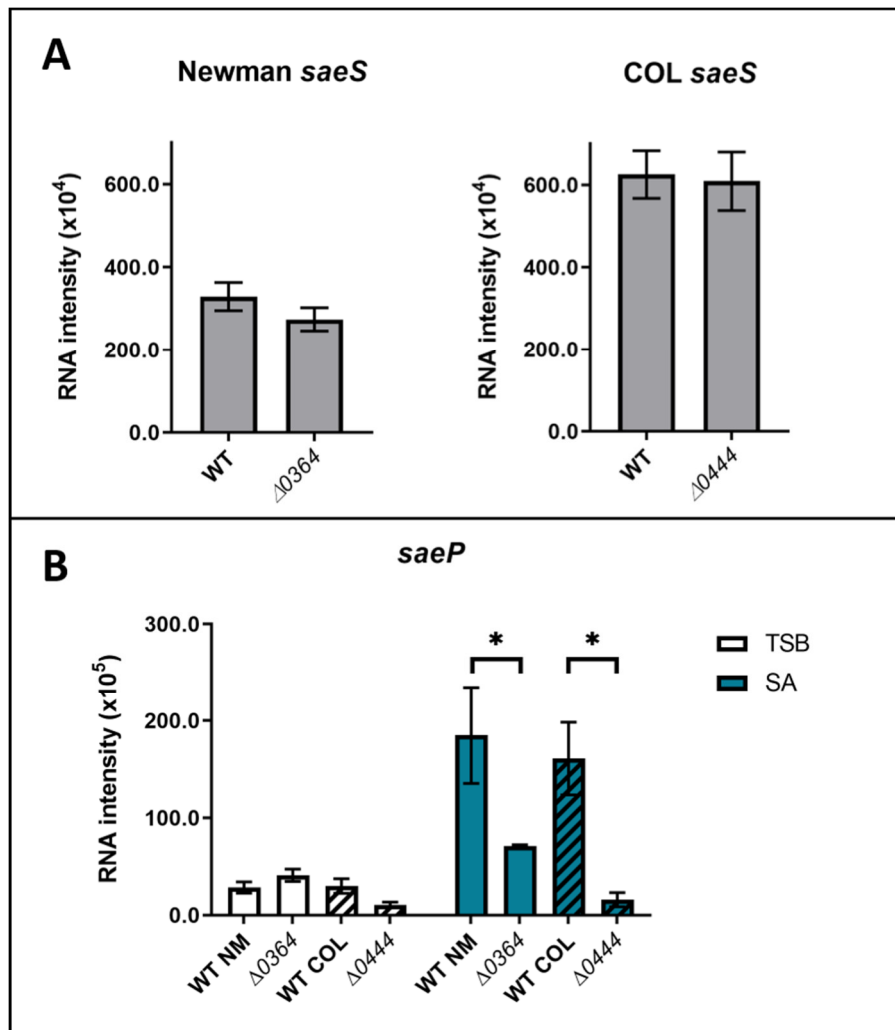 A
Newman saeS
COL saeS
RNA intensity (x10⁴)
600.0
400.0
200.0
0.0
WT
Δ0364
RNA intensity (x10⁴)
600.0
400.0
200.0
0.0
WT
Δ0444
B
saeP
RNA intensity (x10⁵)
300.0
200.0
100.0
0.0
* *
TSB
SA
WT NM
Δ0364
WT COL
Δ0444
WT NM
Δ0364
WT COL
Δ0444